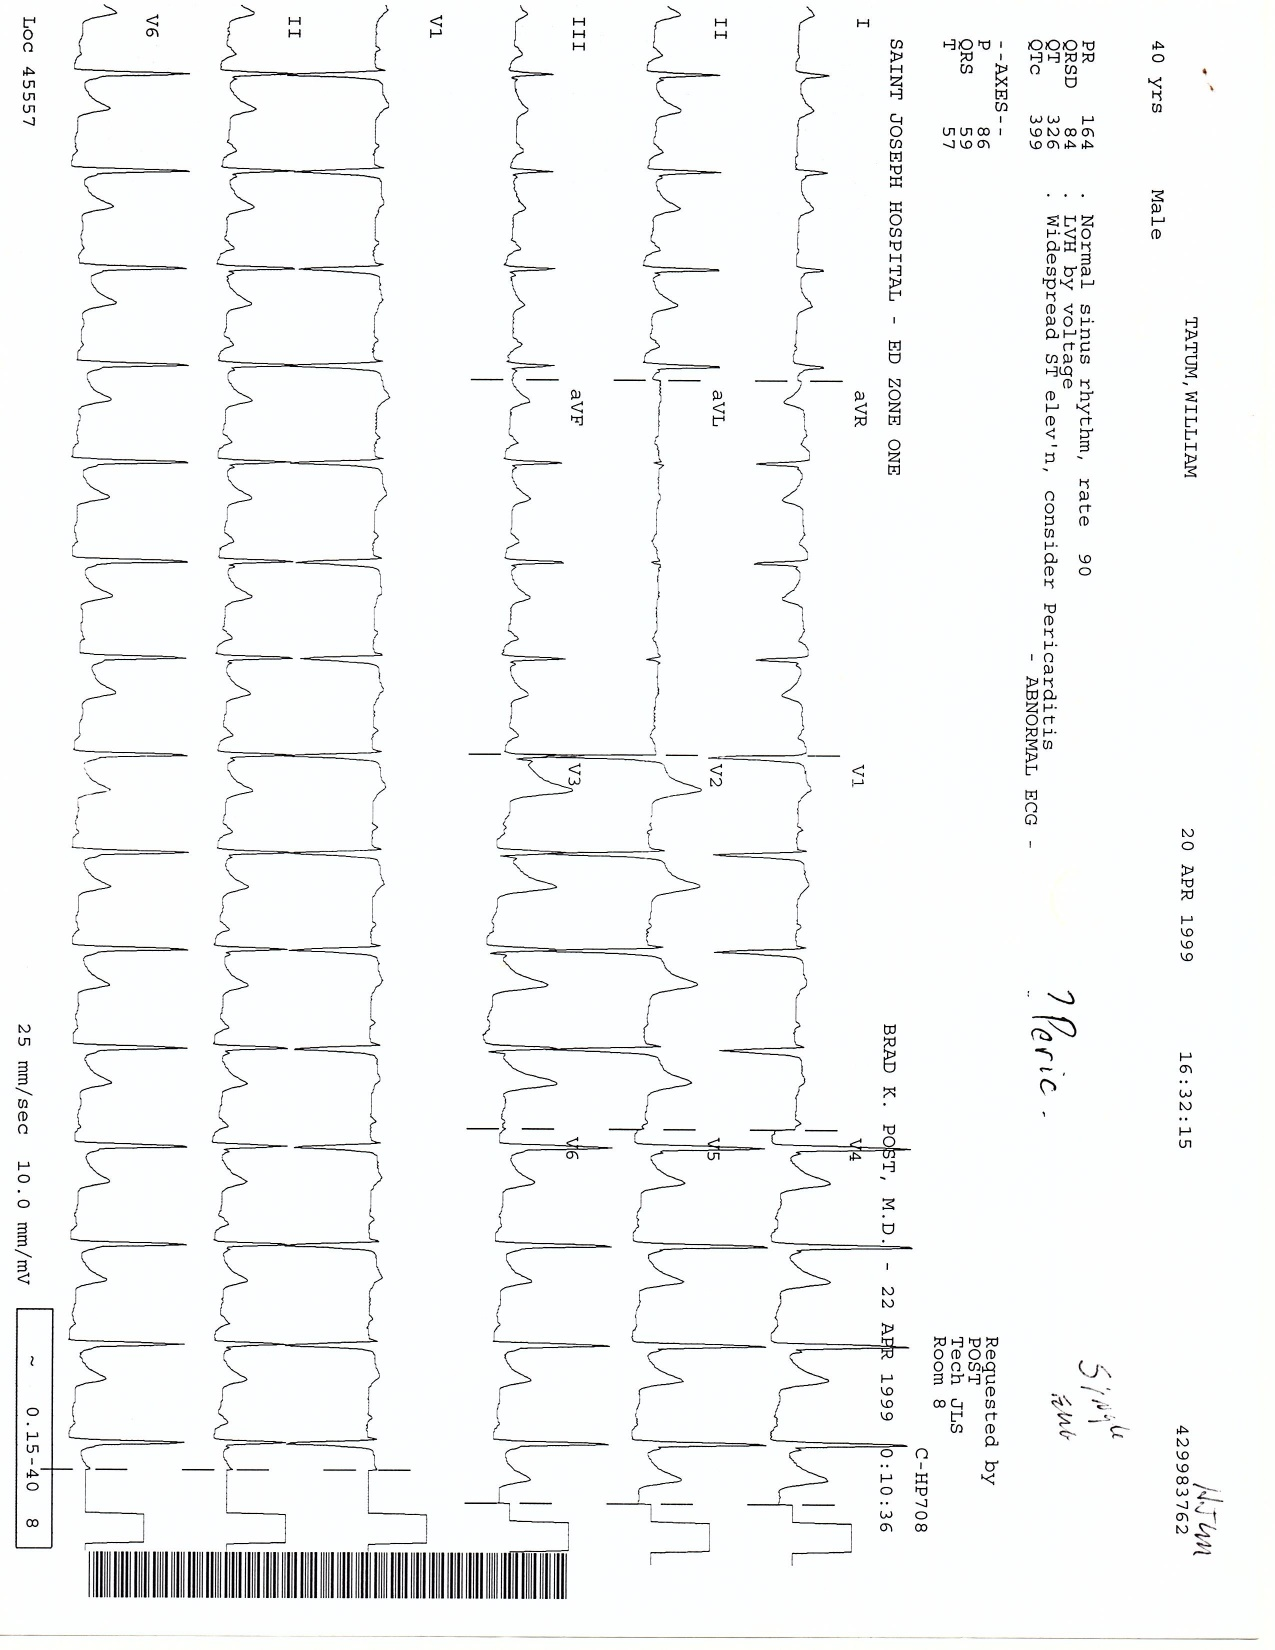 TATUM, WILLIAM 20 APR 1999 16:32:15 4299983762
40 yrs Male
PR 164 . Normal sinus rhythm, rate 90
QRSD 84 . LVH by voltage
QT 326 . Widespread ST elev'n, consider Pericarditis
QTc 399 - ABNORMAL ECG -
? Peric.
Single
--AXES--
P 86
QRS 59
T 57
Requested by
POST
Tech JLS
Room 8
C-HP708
SAINT JOSEPH HOSPITAL - ED ZONE ONE BRAD K. POST, M.D. - 22 APR 1999 0:10:36
I aVR V1 V4
II aVL V2 V5
III aVF V3 V6
V1
II
V6
Loc 45557 25 mm/sec 10.0 mm/mV ~ 0.15-40 8